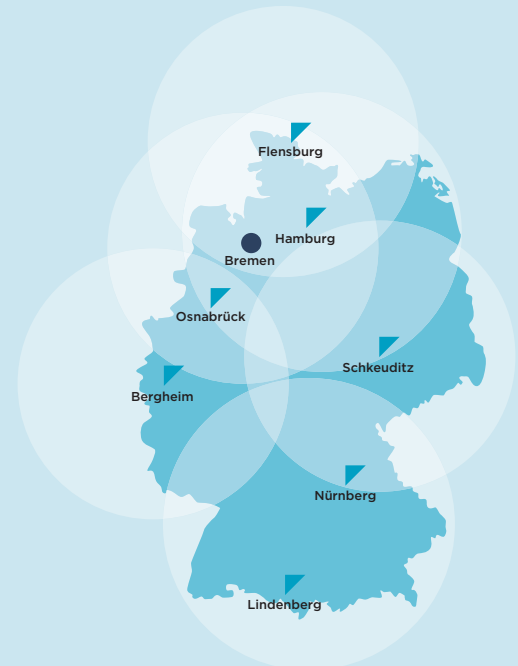 Flensburg
Hamburg
Bremen
Osnabrück
Schkeuditz
Bergheim
Nürnberg
Lindenberg